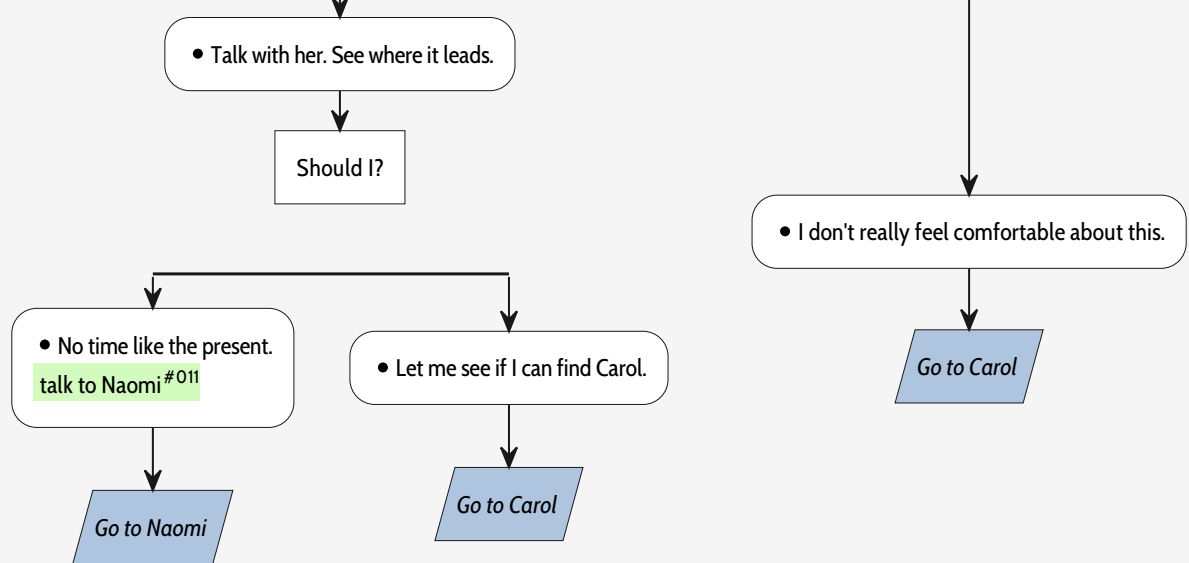 • Talk with her. See where it leads.
Should I?
• I don't really feel comfortable about this.
• No time like the present.
talk to Naomi #011
• Let me see if I can find Carol.
Go to Carol
Go to Carol
Go to Naomi